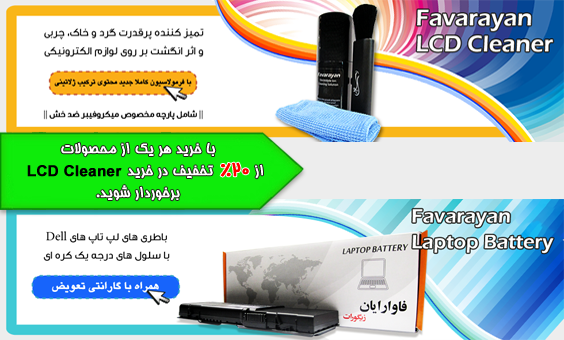 Favarayan
LCD Cleaner
تمیز کننده پرقدرت گرد و خاک، چربی
و اثر انگشت بر روی لوازم الکترونیکی
با فرمولاسیون کاملا جدید محتوی ترکیب ژلاتینی
|| شامل پارچه مخصوص میکروفیبر ضد خش ||
Favarayan
با خرید هر یک از محصولات
از ۲۰٪ تخفیف در خرید LCD Cleaner
برخوردار شوید.
Favarayan
Laptop Battery
باطری های لپ تاپ های Dell
با سلول های درجه یک کره ای
همراه با گارانتی تعویض
LAPTOP BATTERY
فاوارایان